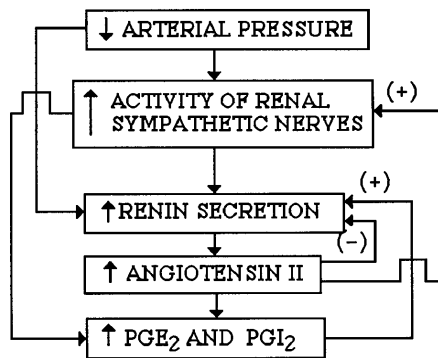 ↓ ARTERIAL PRESSURE
↑ ACTIVITY OF RENAL
SYMPATHETIC NERVES
(+)
(+)
↑ RENIN SECRETION
(-)
↑ ANGIOTENSIN II
↑ PGE₂ AND PGI₂